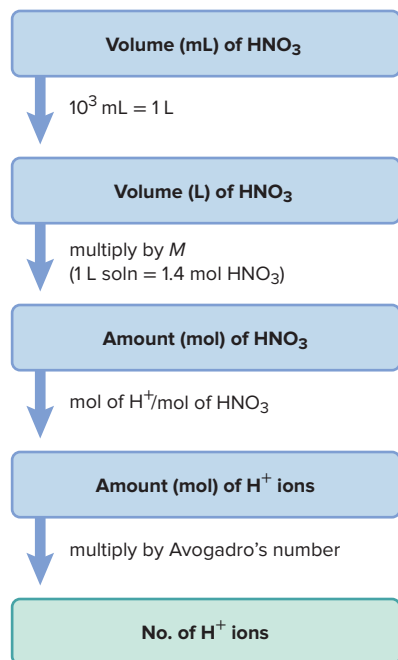 Volume (mL) of HNO₃
10³ mL = 1 L
Volume (L) of HNO₃
multiply by M
(1 L soln = 1.4 mol HNO₃)
Amount (mol) of HNO₃
mol of H⁺/mol of HNO₃
Amount (mol) of H⁺ ions
multiply by Avogadro’s number
No. of H⁺ ions